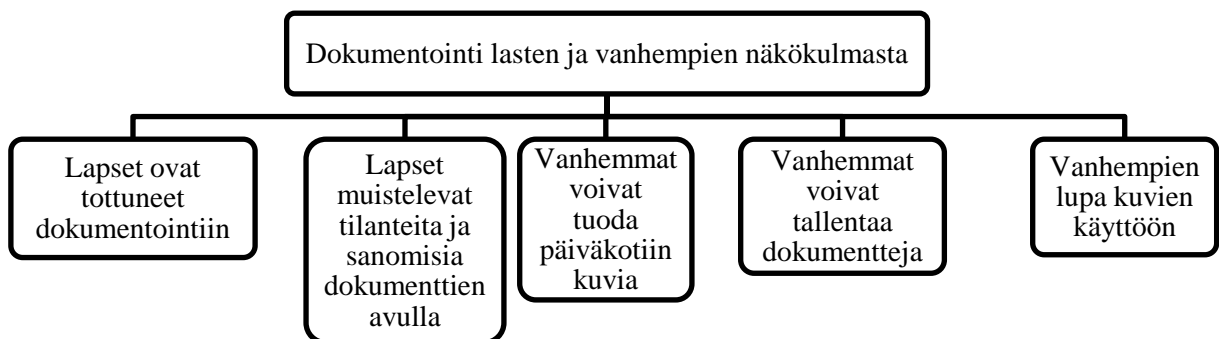 Dokumentointi lasten ja vanhempien näkökulmasta
Lapset ovat
tottuneet
dokumentointiin
Lapset
muistelevat
tilanteita ja
sanomisia
dokumenttien
avulla
Vanhemmat
voivat
tuoda
päiväkotiin
kuvia
Vanhemmat
voivat
tallentaa
dokumentteja
Vanhempien
lupa kuvien
käyttöön